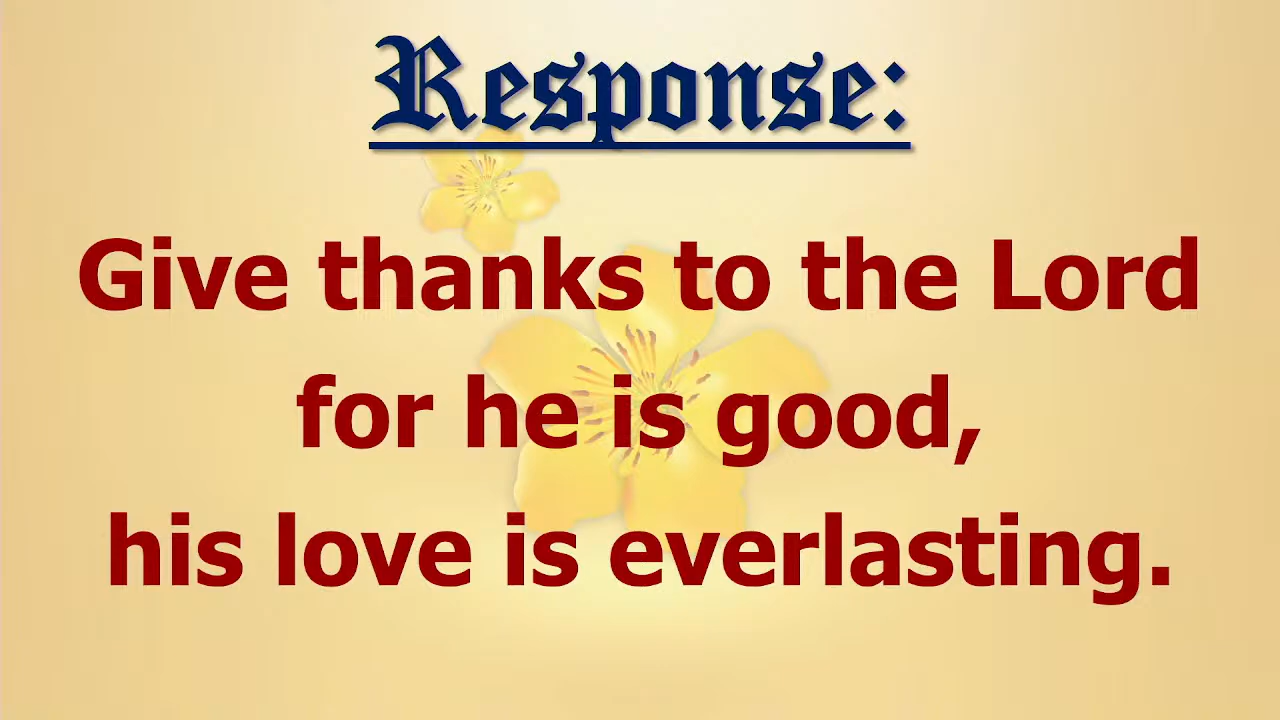 Response:
Give thanks to the Lord
for he is good,
his love is everlasting.